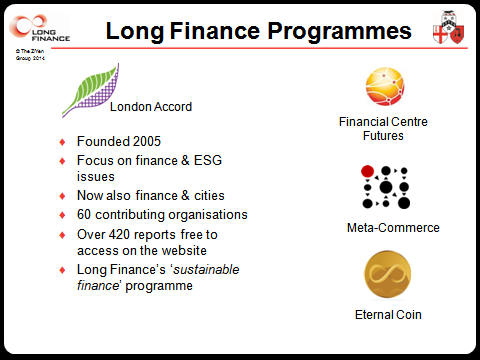 LONG
FINANCE
© The Z/Yen
Group 2014
Long Finance Programmes
London Accord
♦ Founded 2005
♦ Focus on finance & ESG
issues
♦ Now also finance & cities
♦ 60 contributing organisations
♦ Over 420 reports free to
access on the website
♦ Long Finance's 'sustainable
finance' programme
Financial Centre
Futures
Meta-Commerce
Eternal Coin